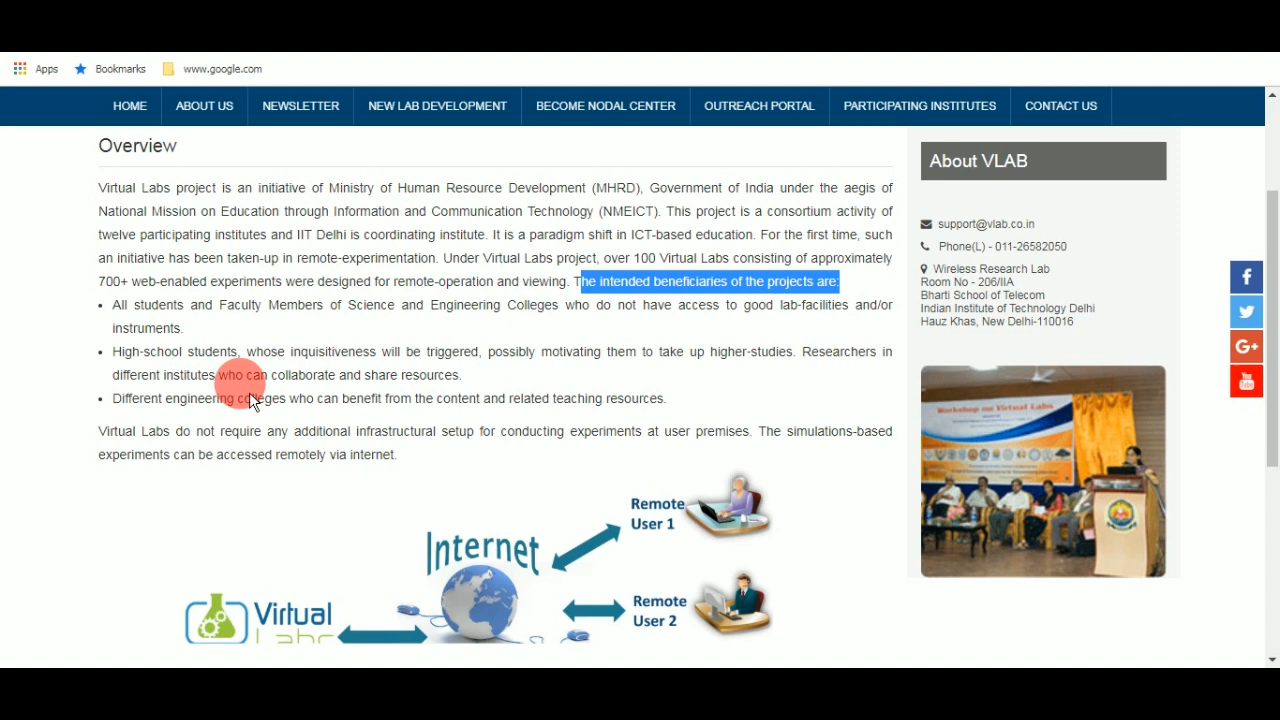 Apps Bookmarks www.google.com
HOME ABOUT US NEWSLETTER NEW LAB DEVELOPMENT BECOME NODAL CENTER OUTREACH PORTAL PARTICIPATING INSTITUTES CONTACT US
Overview
Virtual Labs project is an initiative of Ministry of Human Resource Development (MHRD), Government of India under the aegis of
National Mission on Education through Information and Communication Technology (NMEICT). This project is a consortium activity of
twelve participating institutes and IIT Delhi is coordinating institute. It is a paradigm shift in ICT-based education. For the first time, such
an initiative has been taken-up in remote-experimentation. Under Virtual Labs project, over 100 Virtual Labs consisting of approximately
700+ web-enabled experiments were designed for remote-operation and viewing. The intended beneficiaries of the projects are:
• All students and Faculty Members of Science and Engineering Colleges who do not have access to good lab-facilities and/or
instruments.
• High-school students, whose inquisitiveness will be triggered, possibly motivating them to take up higher-studies. Researchers in
different institutes who can collaborate and share resources.
• Different engineering colleges who can benefit from the content and related teaching resources.
Virtual Labs do not require any additional infrastructural setup for conducting experiments at user premises. The simulations-based
experiments can be accessed remotely via internet.
Internet
Remote
User 1
Remote
User 2
Virtual
Labs
About VLAB
support@vlab.co.in
Phone(L) - 011-26582050
Wireless Research Lab
Room No - 206/IIA
Bharti School of Telecom
Indian Institute of Technology Delhi
Hauz Khas, New Delhi-110016
Workshop on Virtual Labs
f
G+
You
Tube